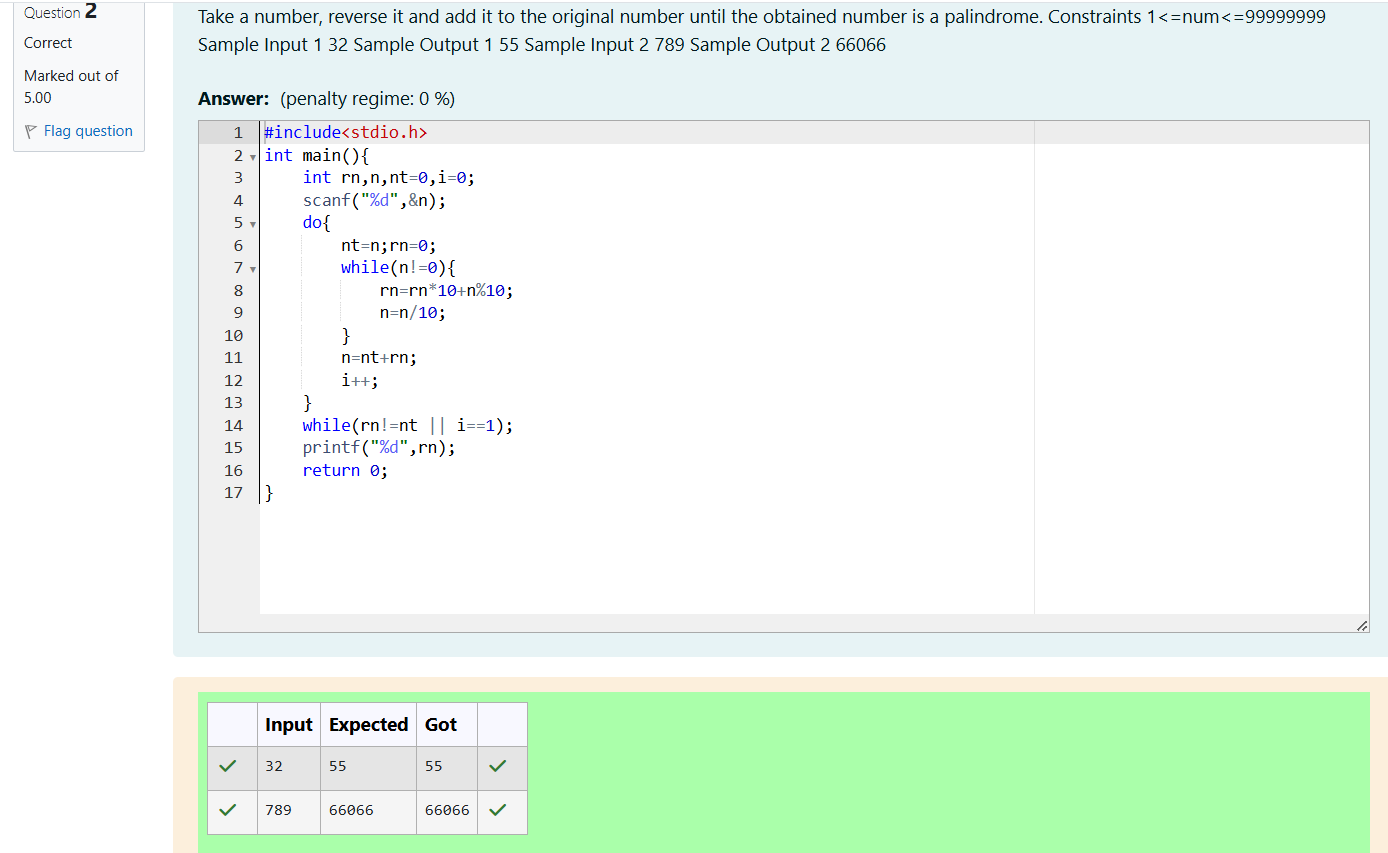 Question 2
Correct
Marked out of
5.00
Flag question
Take a number, reverse it and add it to the original number until the obtained number is a palindrome. Constraints 1<=num<=99999999
Sample Input 1 32 Sample Output 1 55 Sample Input 2 789 Sample Output 2 66066
Answer: (penalty regime: 0 %)
1 #include<stdio.h>
2 int main(){
3     int rn,n,nt=0,i=0;
4     scanf("%d",&n);
5     do{
6         nt=n;rn=0;
7         while(n!=0){
8             rn=rn*10+n%10;
9             n=n/10;
10         }
11         n=nt+rn;
12         i++;
13     }
14     while(rn!=nt || i==1);
15     printf("%d",rn);
16     return 0;
17 }
Input Expected Got
32 55 55
789 66066 66066